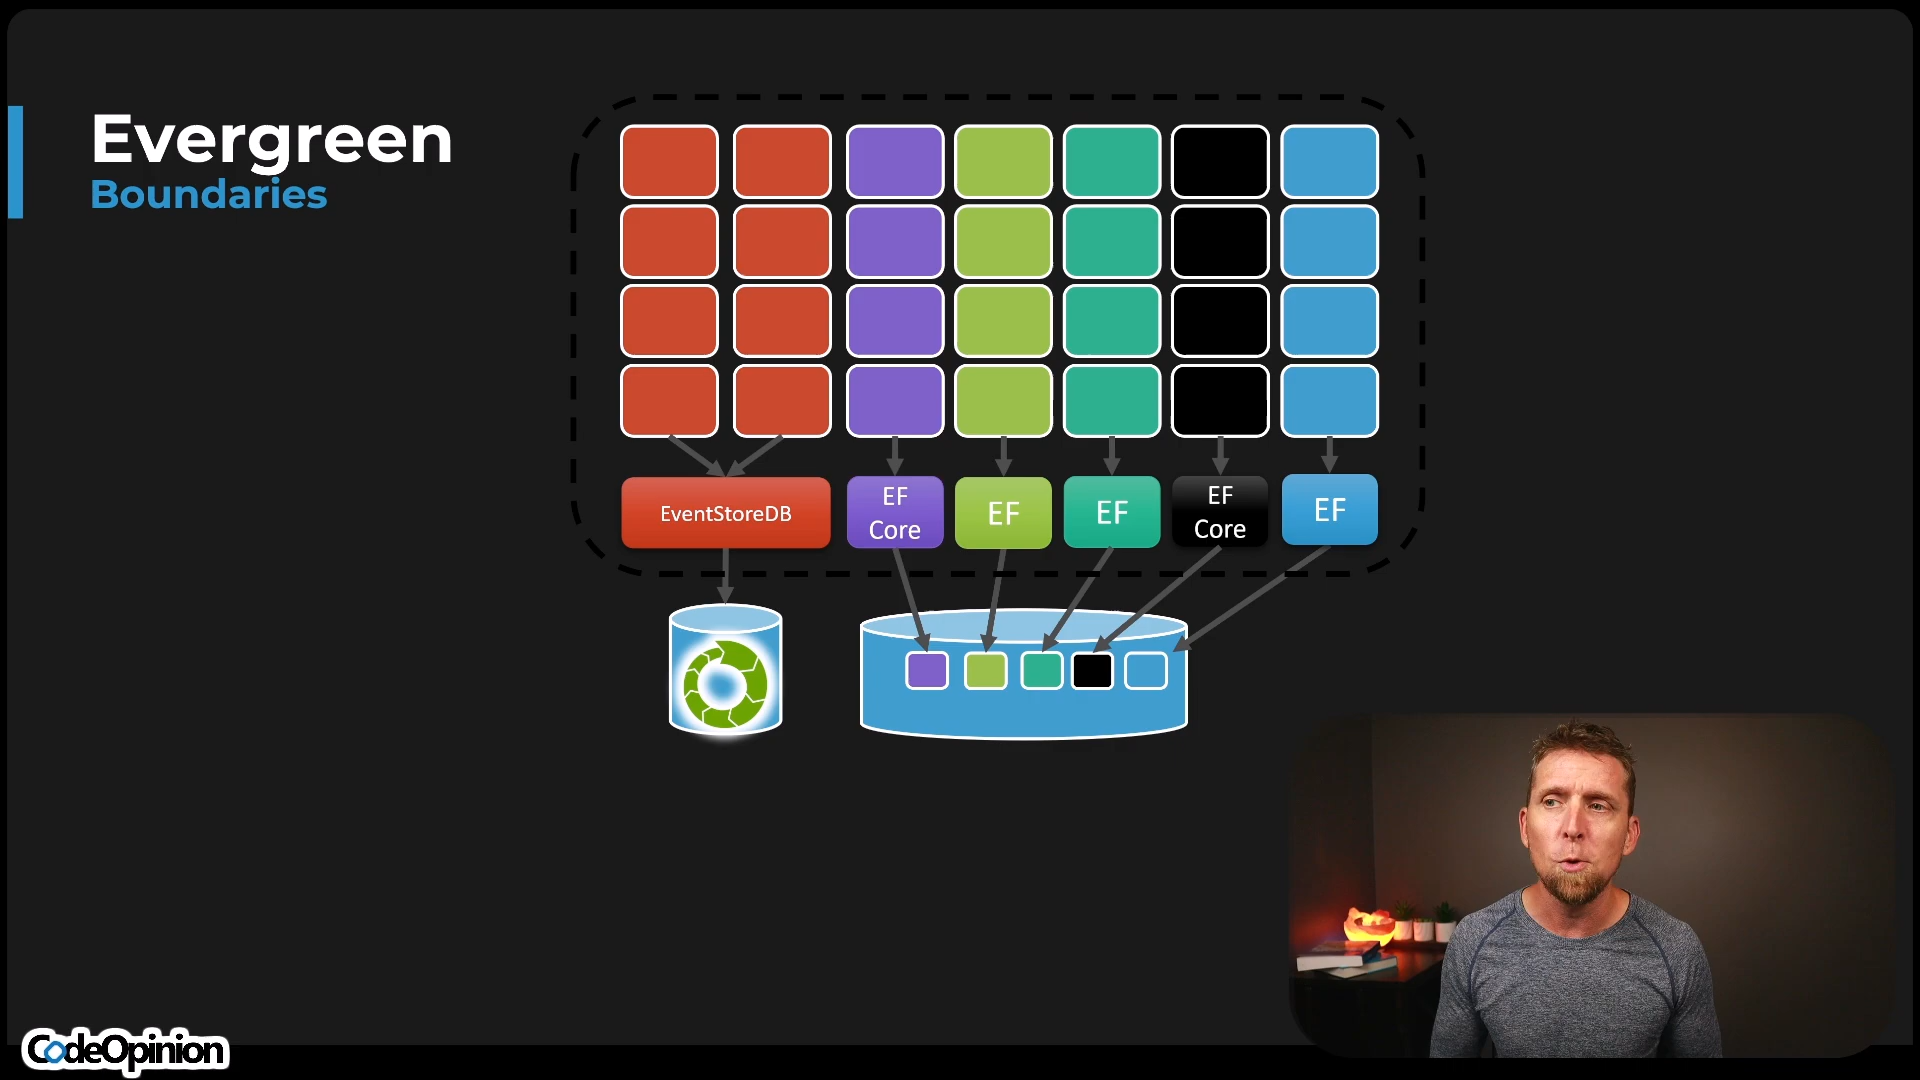 Evergreen
Boundaries
EventStoreDB
EF
Core
EF
EF
EF
Core
EF
CodeOpinion